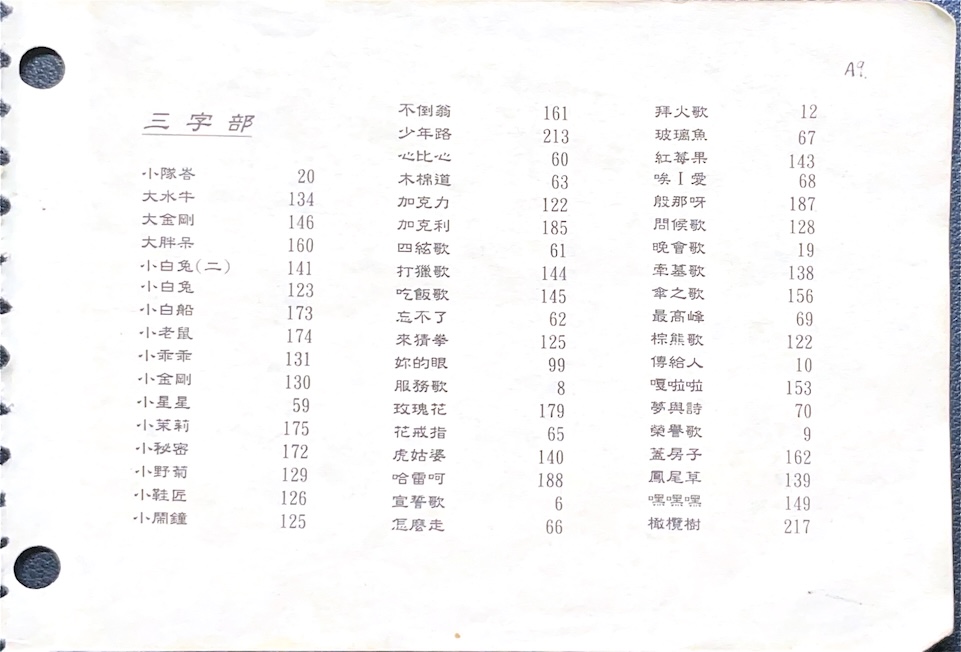 A9.
三字部
小隊峇 20
大水牛 134
大金剛 146
大胖呆 160
小白兔(二) 141
小白兔 123
小白船 173
小老鼠 174
小乖乖 131
小金剛 130
小星星 59
小茉莉 175
小秘密 172
小野菊 129
小鞋匠 126
小鬧鐘 125
不倒翁 161
少年路 213
心比心 60
木棉道 63
加克力 122
加克利 185
四絃歌 61
打獵歌 144
吃飯歌 145
忘不了 62
來猜拳 125
妳的眼 99
服務歌 8
玫瑰花 179
花戒指 65
虎姑婆 140
哈雷呵 188
宣誓歌 6
怎麼走 66
拜火歌 12
玻璃魚 67
紅莓果 143
唉I愛 68
殷那呀 187
問候歌 128
晚會歌 19
牽墓歌 138
傘之歌 156
最高峰 69
棕熊歌 122
傳給人 10
嘎啦啦 153
夢與詩 70
榮譽歌 9
蓋房子 162
鳳尾草 139
嘿嘿嘿 149
橄欖樹 217